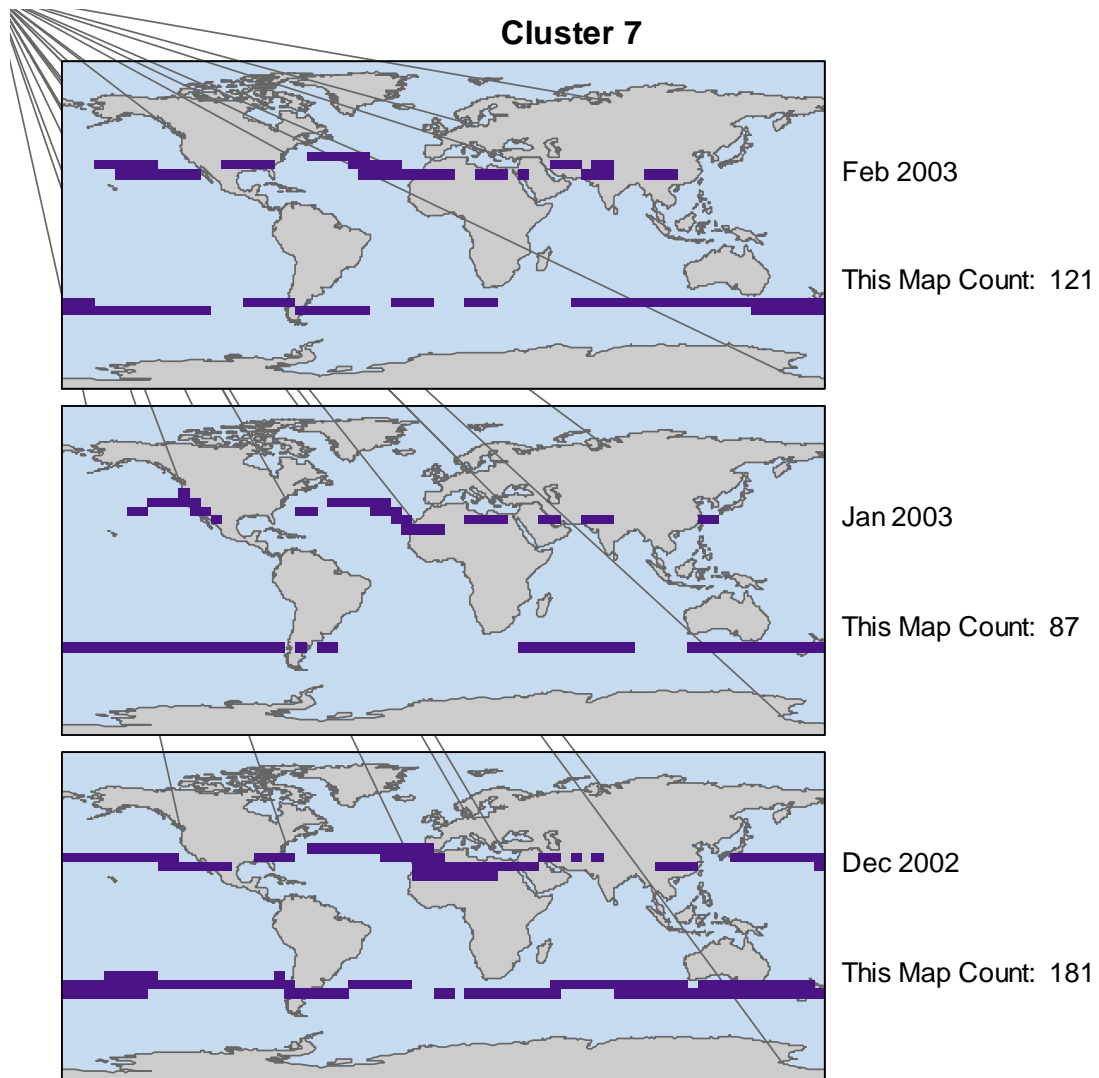 Cluster 7
Feb 2003
This Map Count: 121
Jan 2003
This Map Count: 87
Dec 2002
This Map Count: 181